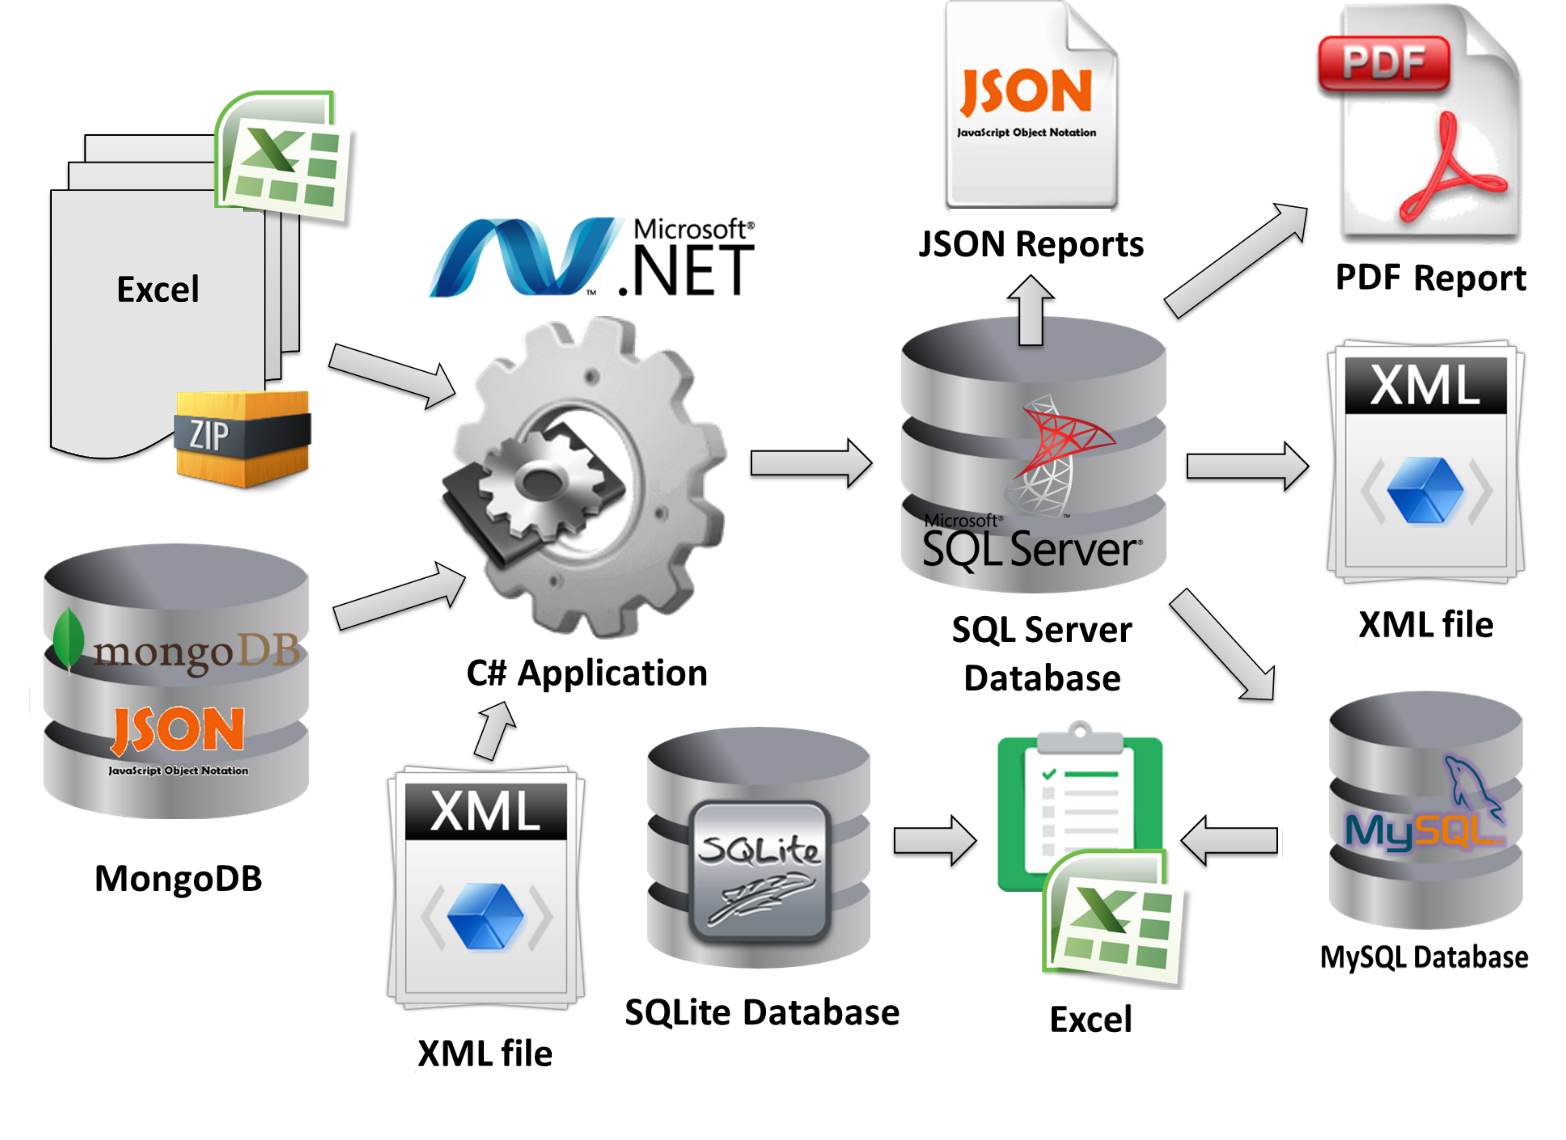 JSON
JavaScript Object Notation
JSON Reports
PDF
PDF Report
Excel
ZIP
Microsoft®
.NET
™
XML
XML file
Microsoft®
™
SQL Server®
SQL Server
Database
C# Application
mongoDB
JSON
JavaScript Object Notation
MongoDB
XML
XML file
SQLite
SQLite Database
Excel
MySQL
MySQL Database